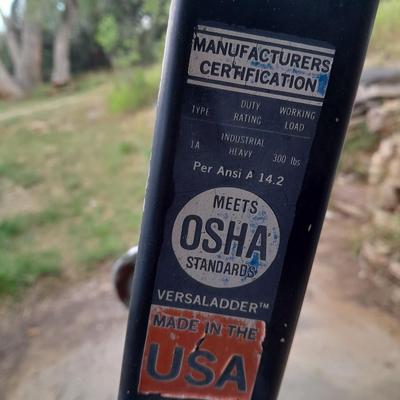 MANUFACTURERS
CERTIFICATION
TYPE DUTY RATING WORKING LOAD
1A INDUSTRIAL HEAVY 300 lbs
Per Ansi A 14.2
MEETS
OSHA
STANDARDS
VERSALADDER™
MADE IN THE
USA